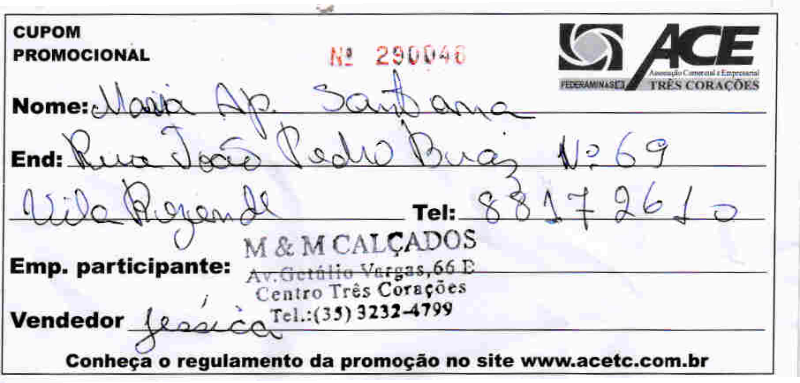 CUPOM
PROMOCIONAL
Nº 290046
ACE
Associação Comercial e Empresarial
FEDERAMINAS
TRÊS CORAÇÕES
Nome: Maria Ap. Santana
End: Rua João Pedro Nº 69
Vila Rezende Tel: 88172610
Emp. participante: M & M CALÇADOS
Av. Getúlio Vargas, 66 B
Centro Três Corações
Tel.:(35) 3232-4799
Vendedor Jéssica
Conheça o regulamento da promoção no site www.acetc.com.br